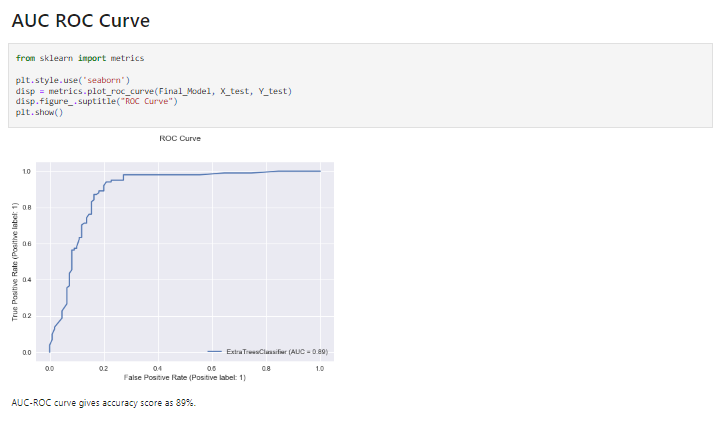 AUC ROC Curve
from sklearn import metrics
plt.style.use('seaborn')
disp = metrics.plot_roc_curve(Final_Model, X_test, Y_test)
disp.figure_.suptitle("ROC Curve")
plt.show()
ROC Curve
1.0
0.8
0.6
0.4
0.2
0.0
True Positive Rate (Positive label: 1)
ExtraTreesClassifier (AUC = 0.89)
0.0 0.2 0.4 0.6 0.8 1.0
False Positive Rate (Positive label: 1)
AUC-ROC curve gives accuracy score as 89%.